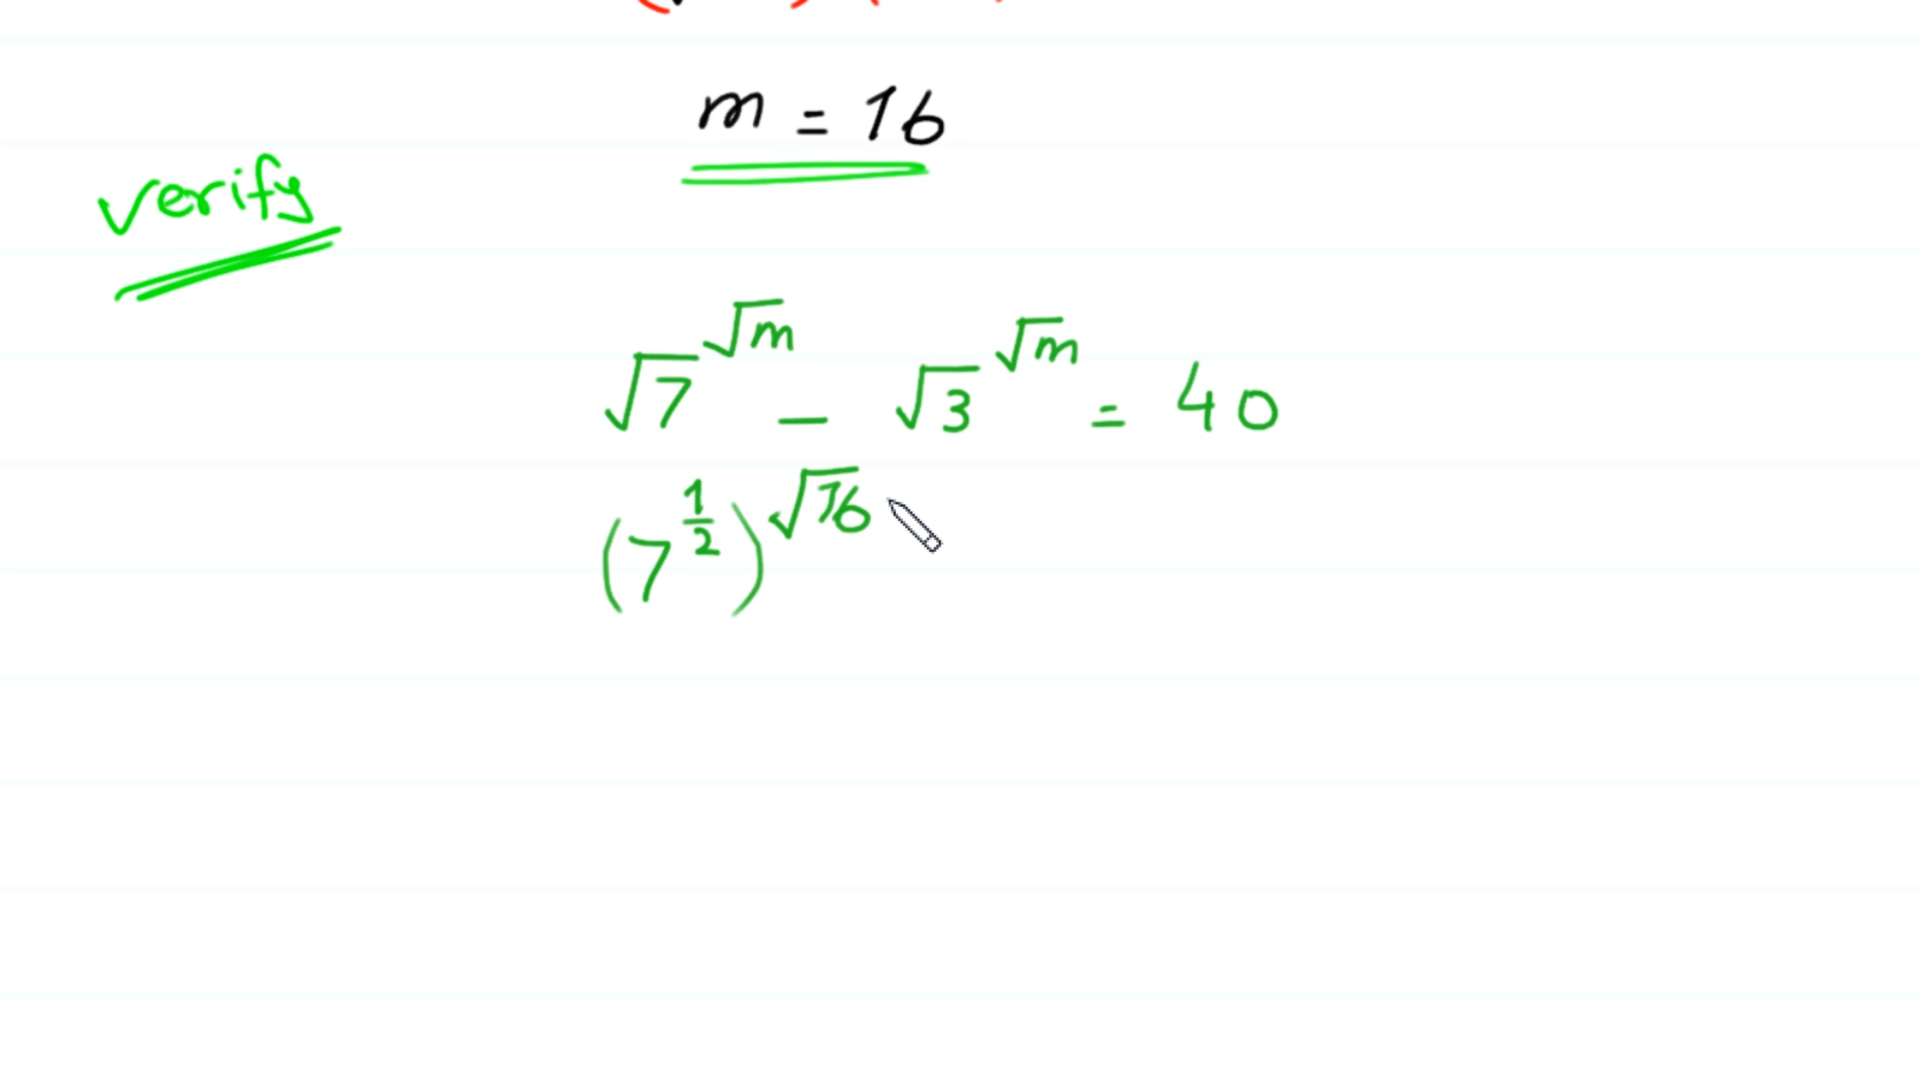 m = 16
verify
√7^√m - √3^√m = 40
(7^1/2)^√16